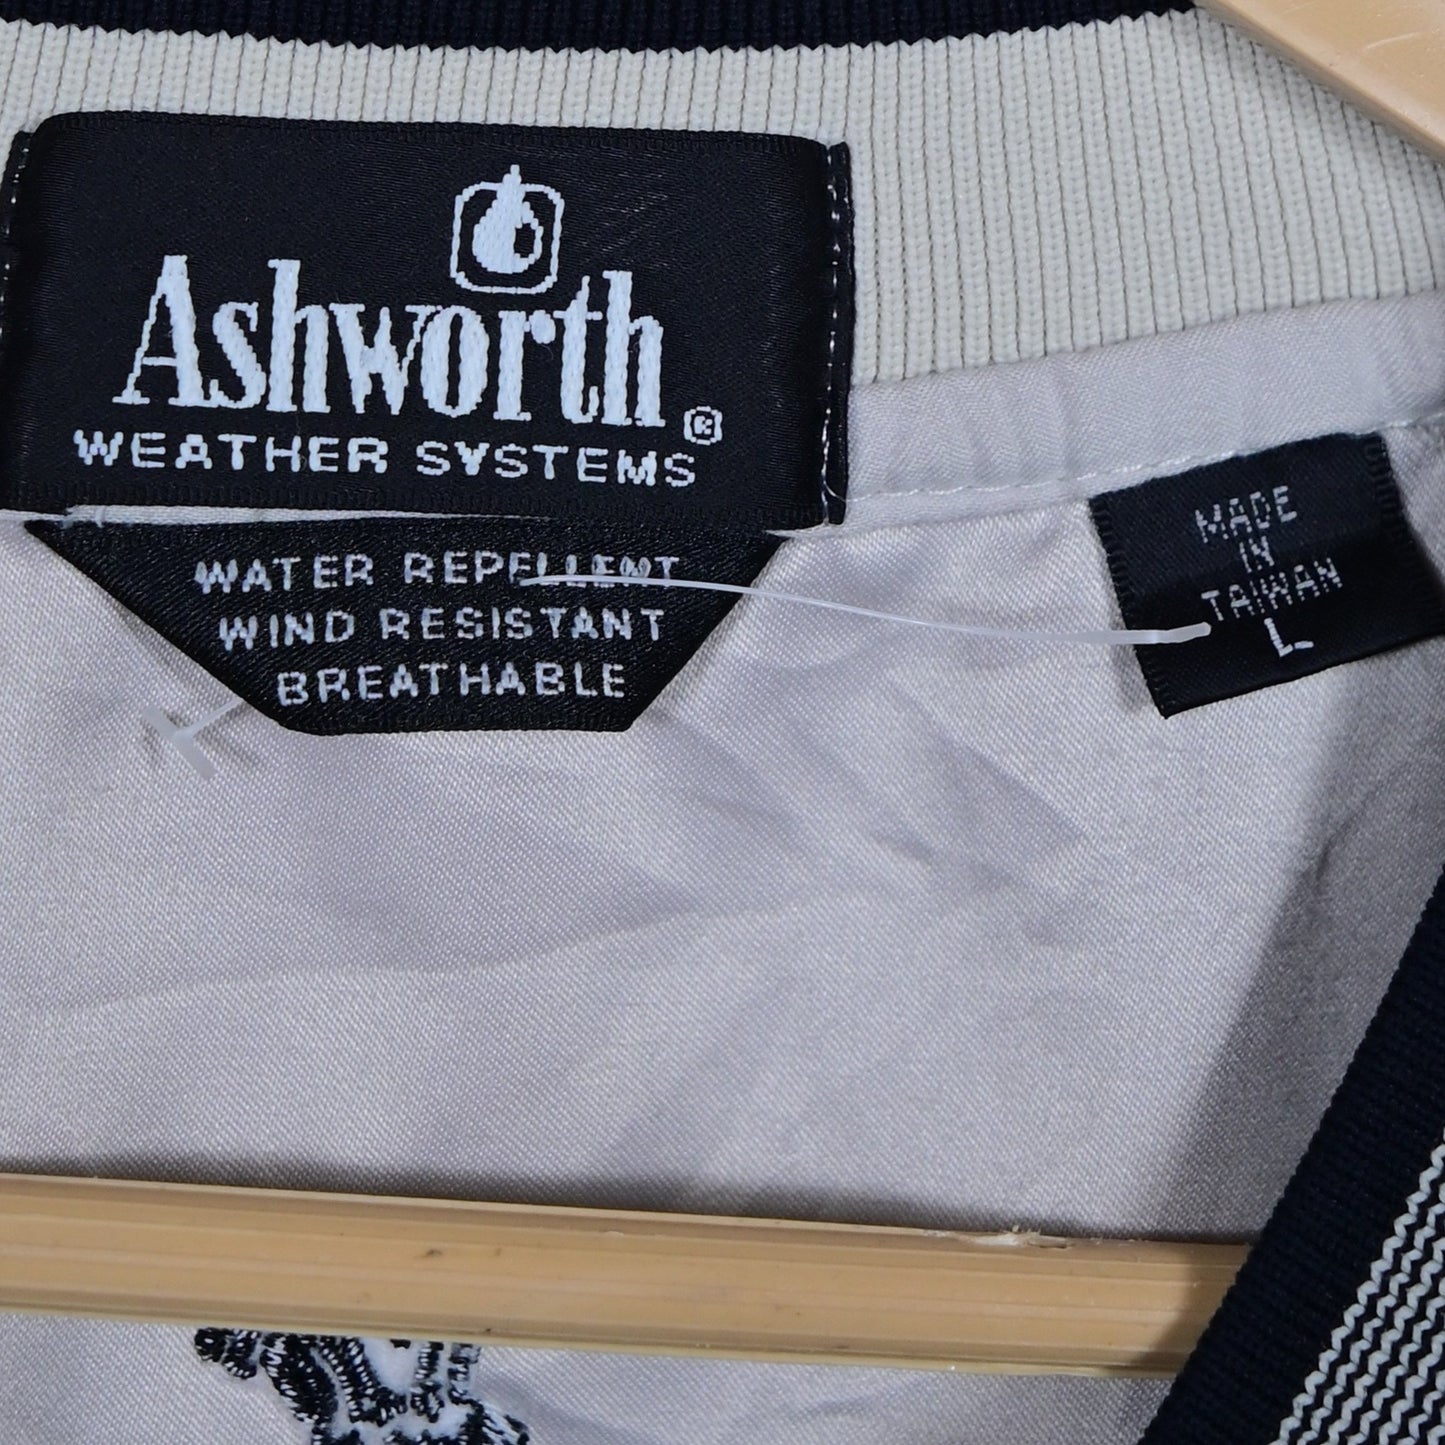 Ashworth®
WEATHER SYSTEMS
WATER REPELLENT
WIND RESISTANT
BREATHABLE
MADE
IN
TAIWAN
L